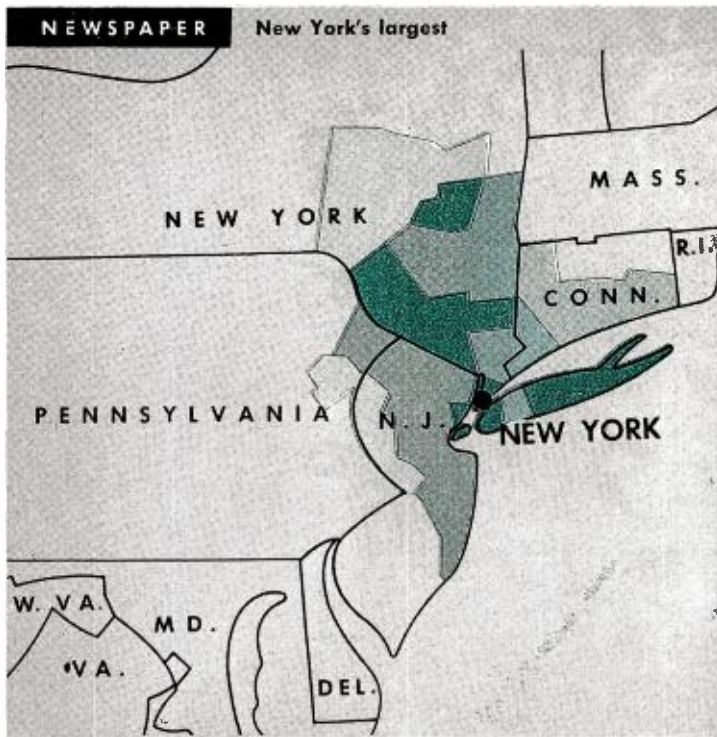 NEWSPAPER New York's largest
MASS.
NEW YORK
R.I.
CONN.
PENNSYLVANIA
N.J.
NEW YORK
W. VA.
MD.
VA.
DEL.